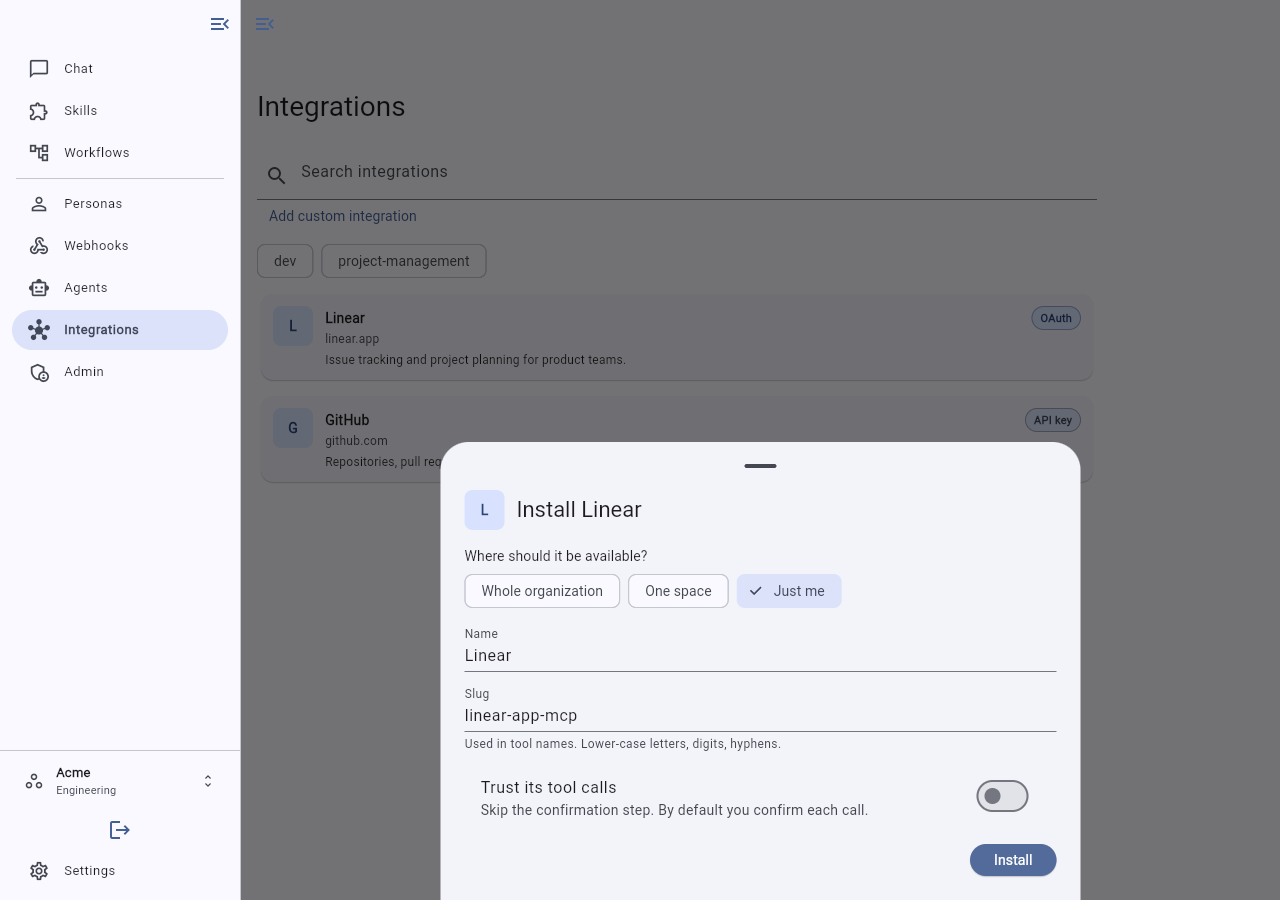 Chat
Skills
Workflows
Personas
Webhooks
Agents
Integrations
Admin
Acme
Engineering
Settings
Integrations
Search integrations
Add custom integration
dev
project-management
L
Linear
OAuth
linear.app
Issue tracking and project planning for product teams.
G
GitHub
API key
github.com
Repositories, pull
L
Install Linear
Where should it be available?
Whole organization
One space
Just me
Name
Linear
Slug
linear-app-mcp
Used in tool names. Lower-case letters, digits, hyphens.
Trust its tool calls
Skip the confirmation step. By default you confirm each call.
Install